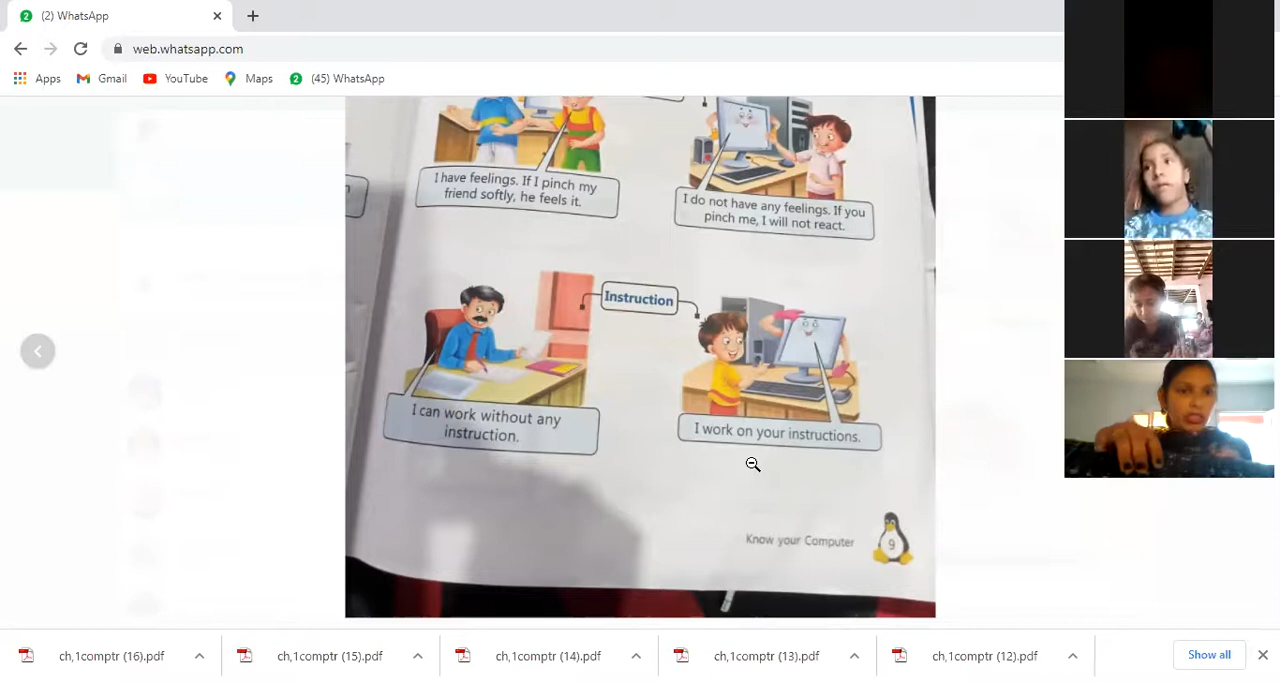 (2) WhatsApp
web.whatsapp.com
Apps
Gmail
YouTube
Maps
(45) WhatsApp
I have feelings. If I pinch my
friend softly, he feels it.
I do not have any feelings. If you
pinch me, I will not react.
Instruction
I can work without any
instruction.
I work on your instructions.
Know your Computer
9
ch,1comptr (16).pdf
ch,1comptr (15).pdf
ch,1comptr (14).pdf
ch,1comptr (13).pdf
ch,1comptr (12).pdf
Show all